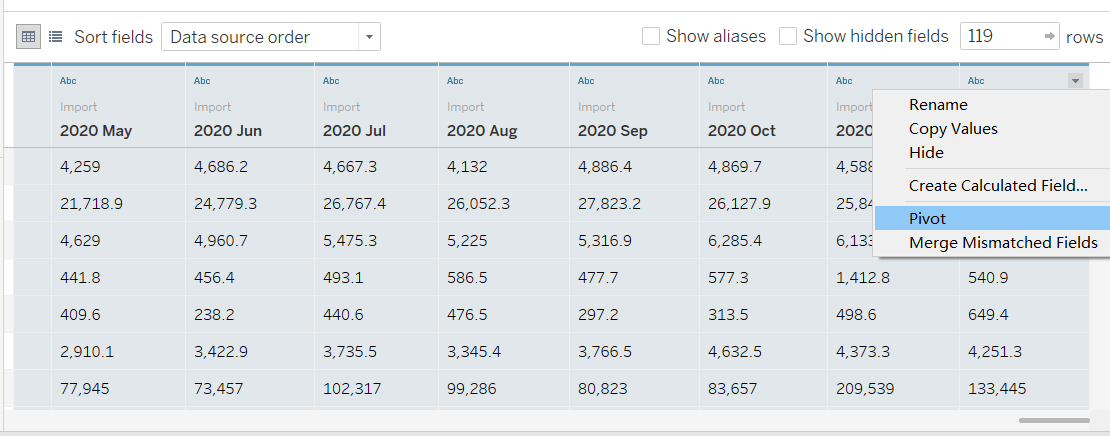 Sort fields Data source order Show aliases Show hidden fields 119 rows
Abc Abc Abc Abc Abc Abc Abc Abc
Import Import Import Import Import Import Import
2020 May 2020 Jun 2020 Jul 2020 Aug 2020 Sep 2020 Oct 2020
4,259 4,686.2 4,667.3 4,132 4,886.4 4,869.7 4,588
21,718.9 24,779.3 26,767.4 26,052.3 27,823.2 26,127.9 25,84
4,629 4,960.7 5,475.3 5,225 5,316.9 6,285.4 6,133
441.8 456.4 493.1 586.5 477.7 577.3 1,412.8 540.9
409.6 238.2 440.6 476.5 297.2 313.5 498.6 649.4
2,910.1 3,422.9 3,735.5 3,345.4 3,766.5 4,632.5 4,373.3 4,251.3
77,945 73,457 102,317 99,286 80,823 83,657 209,539 133,445
Rename
Copy Values
Hide
Create Calculated Field...
Pivot
Merge Mismatched Fields